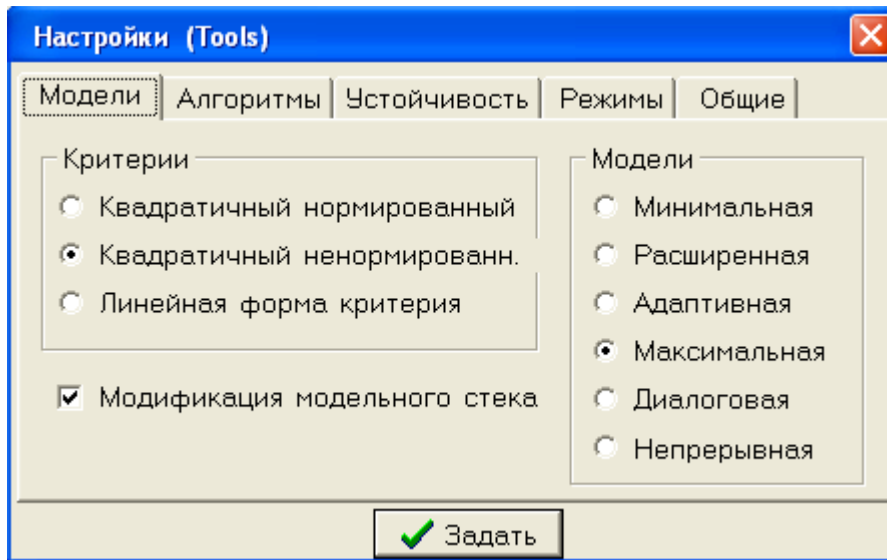 Настройки (Tools)
Модели Алгоритмы Устойчивость Режимы Общие
Критерии
Квадратичный нормированный
Квадратичный ненормированн.
Линейная форма критерия
Модификация модельного стека
Модели
Минимальная
Расширенная
Адаптивная
Максимальная
Диалоговая
Непрерывная
Задать